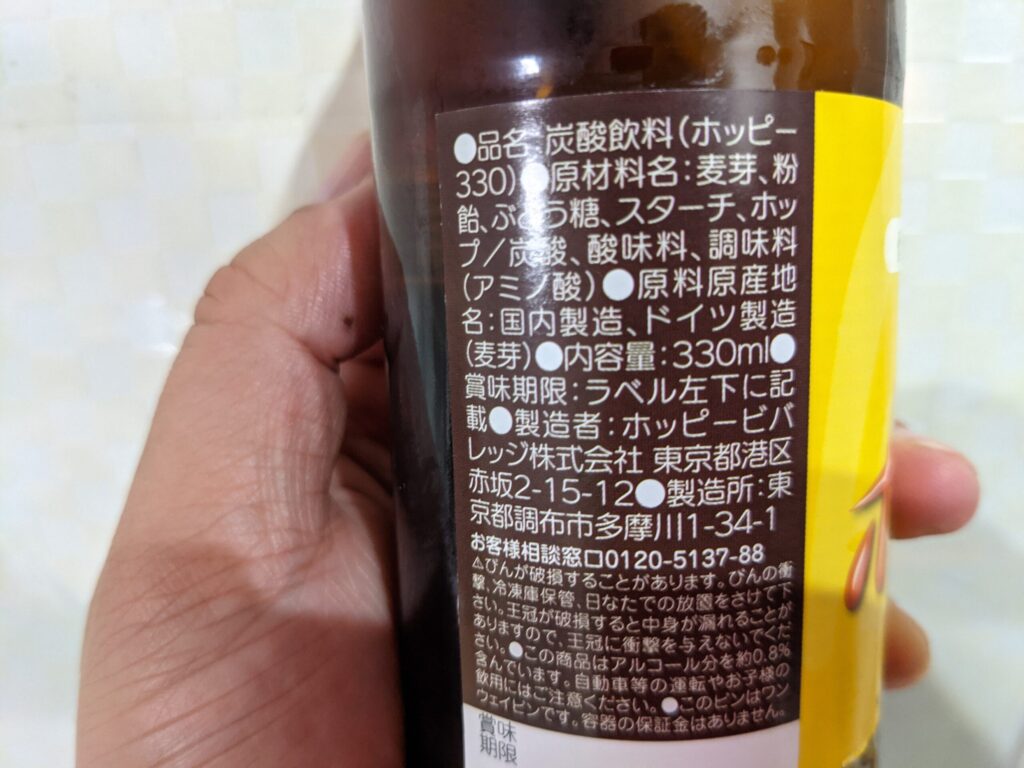 ●品名:炭酸飲料(ホッピー
330)●原材料名:麦芽、粉
飴、ぶどう糖、スターチ、ホッ
プ/炭酸、酸味料、調味料
(アミノ酸)●原料原産地
名:国内製造、ドイツ製造
(麦芽)●内容量:330ml●
賞味期限:ラベル左下に記
載●製造者:ホッピービバ
レッジ株式会社 東京都港区
赤坂2-15-12●製造所:東
京都調布市多摩川1-34-1
お客様相談窓口0120-5137-88
⚠びんが破損することがあります。びんの衝
撃、冷凍庫保管、日なたでの放置をさけて下
さい。王冠が破損すると中身が漏れることが
ありますので、王冠に衝撃を与えないでくだ
さい。●この商品はアルコール分を約0.8%
含んでいます。自動車等の運転やお子様の
飲用にはご注意ください。●このビンはワン
ウェイビンです。容器の保証金はありません。
賞味
期限